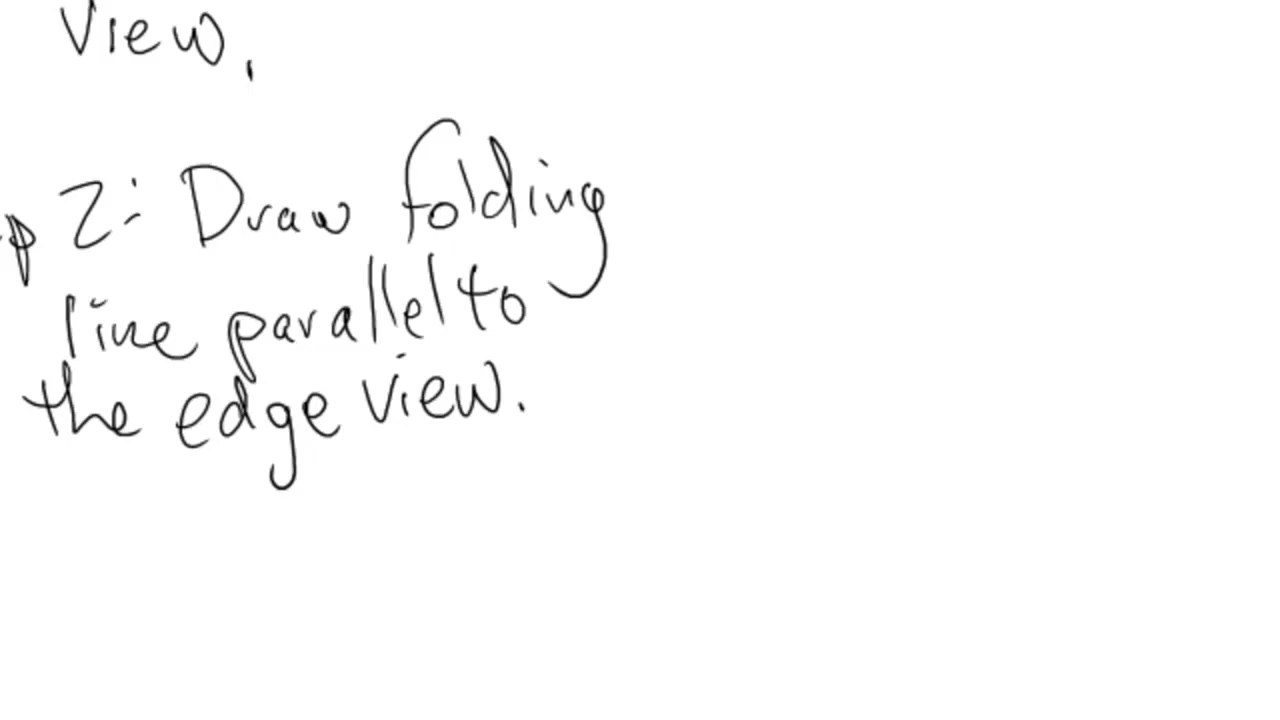 View.
p 2: Draw folding
line parallel to
the edge view.